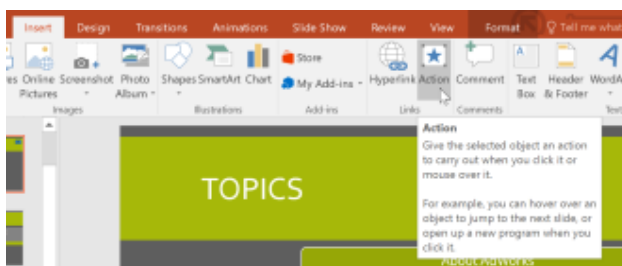 Insert Design Transitions Animations Slide Show Review View Format Tell me what
Online Screenshot Photo Shapes SmartArt Chart Store My Add-ins Hyperlink Action Comment Text Header WordA
Pictures Album Box & Footer
Images Illustrations Add-ins Links Comments Text
Action
Give the selected object an action
to carry out when you click it or
mouse over it.
TOPICS
For example, you can hover over an
object to jump to the next slide, or
open up a new program when you
click it.
About AdWorks